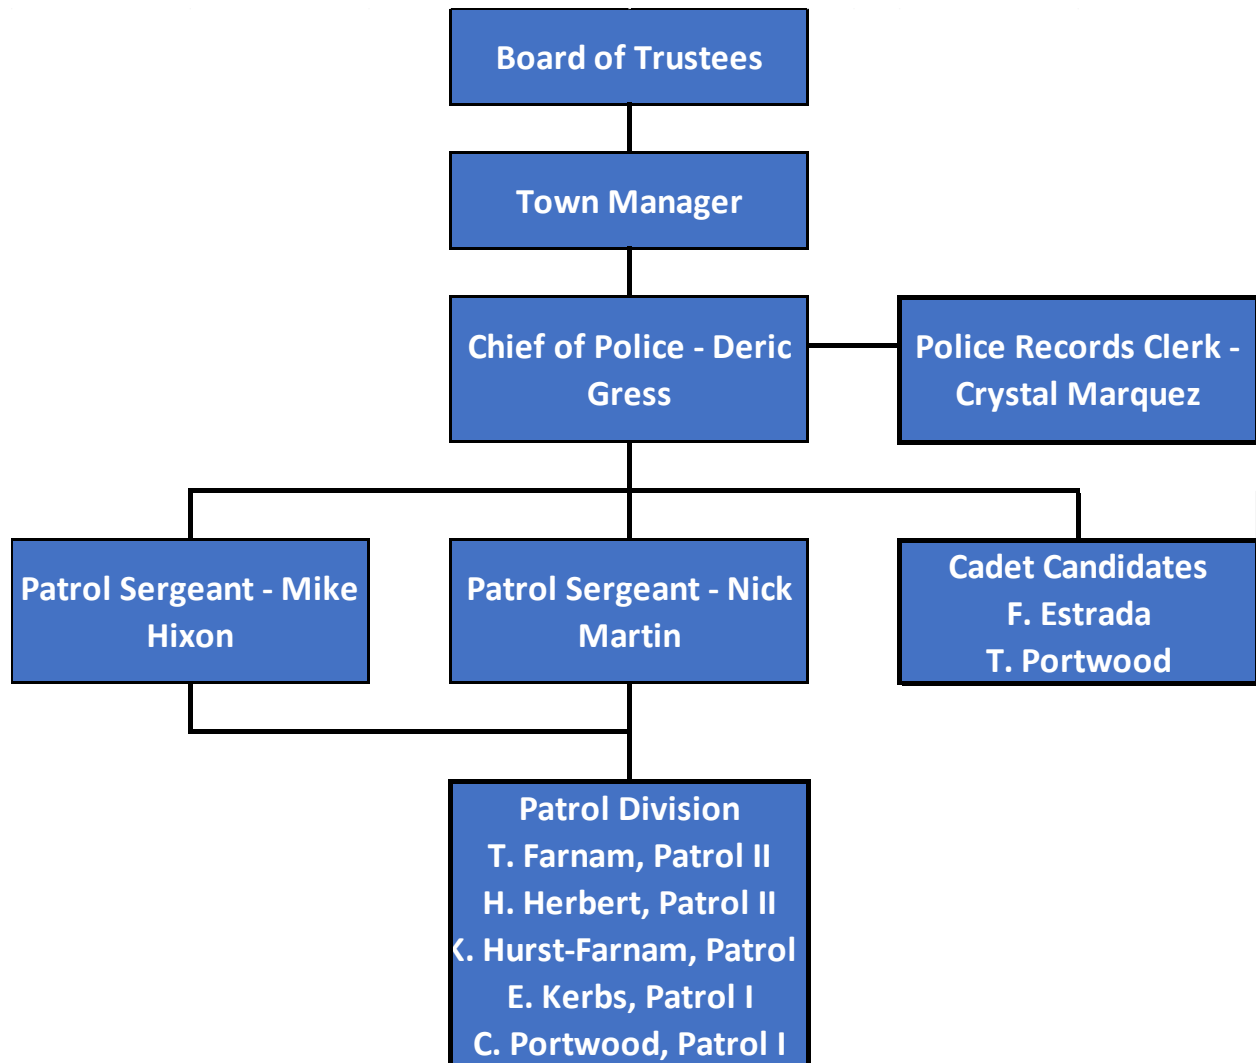 Board of Trustees
Town Manager
Chief of Police - Deric
Gress
Police Records Clerk -
Crystal Marquez
Patrol Sergeant - Mike
Hixon
Patrol Sergeant - Nick
Martin
Cadet Candidates
F. Estrada
T. Portwood
Patrol Division
T. Farnam, Patrol II
H. Herbert, Patrol II
K. Hurst-Farnam, Patrol
E. Kerbs, Patrol I
C. Portwood, Patrol I